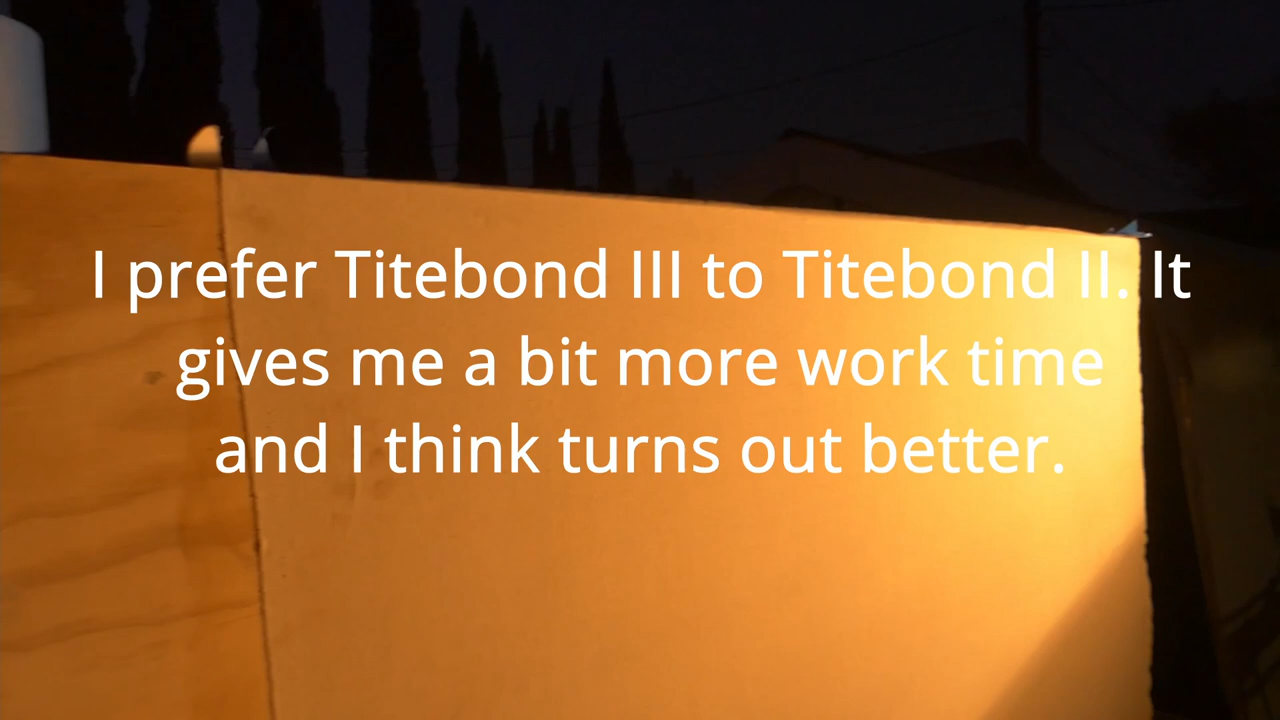 I prefer Titebond III to Titebond II. It
gives me a bit more work time
and I think turns out better.